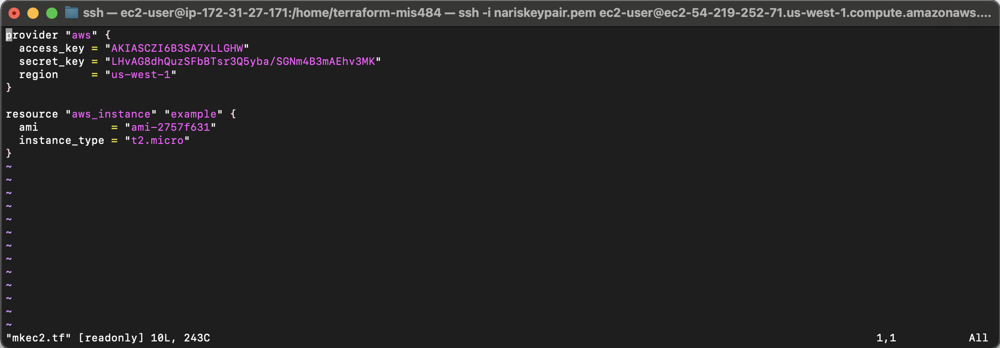 ssh — ec2-user@ip-172-31-27-171:/home/terraform-mis484 — ssh -i nariskeypair.pem ec2-user@ec2-54-219-252-71.us-west-1.compute.amazonaws....
provider "aws" {
  access_key = "AKIASCZI6B3SA7XLLGHW"
  secret_key = "LHvAG8dhQuzSFbBTsr3Q5yba/SGNm4B3mAEhv3MK"
  region     = "us-west-1"
}
resource "aws_instance" "example" {
  ami           = "ami-2757f631"
  instance_type = "t2.micro"
}
~
~
~
~
~
~
~
~
~
~
~
~
~
"mkec2.tf" [readonly] 10L, 243C 1,1 All